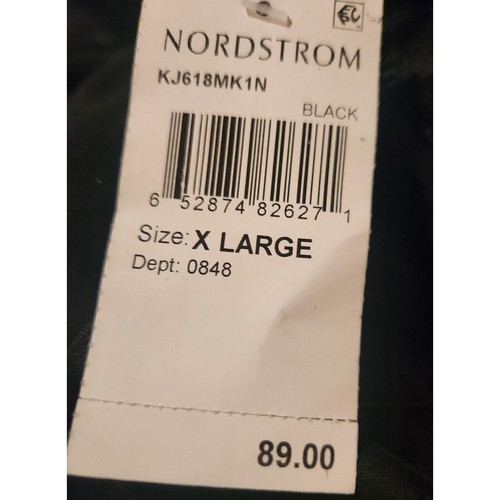 NORDSTROM
KJ618MK1N
BLACK
6 52874 82627 1
Size: X LARGE
Dept: 0848
89.00